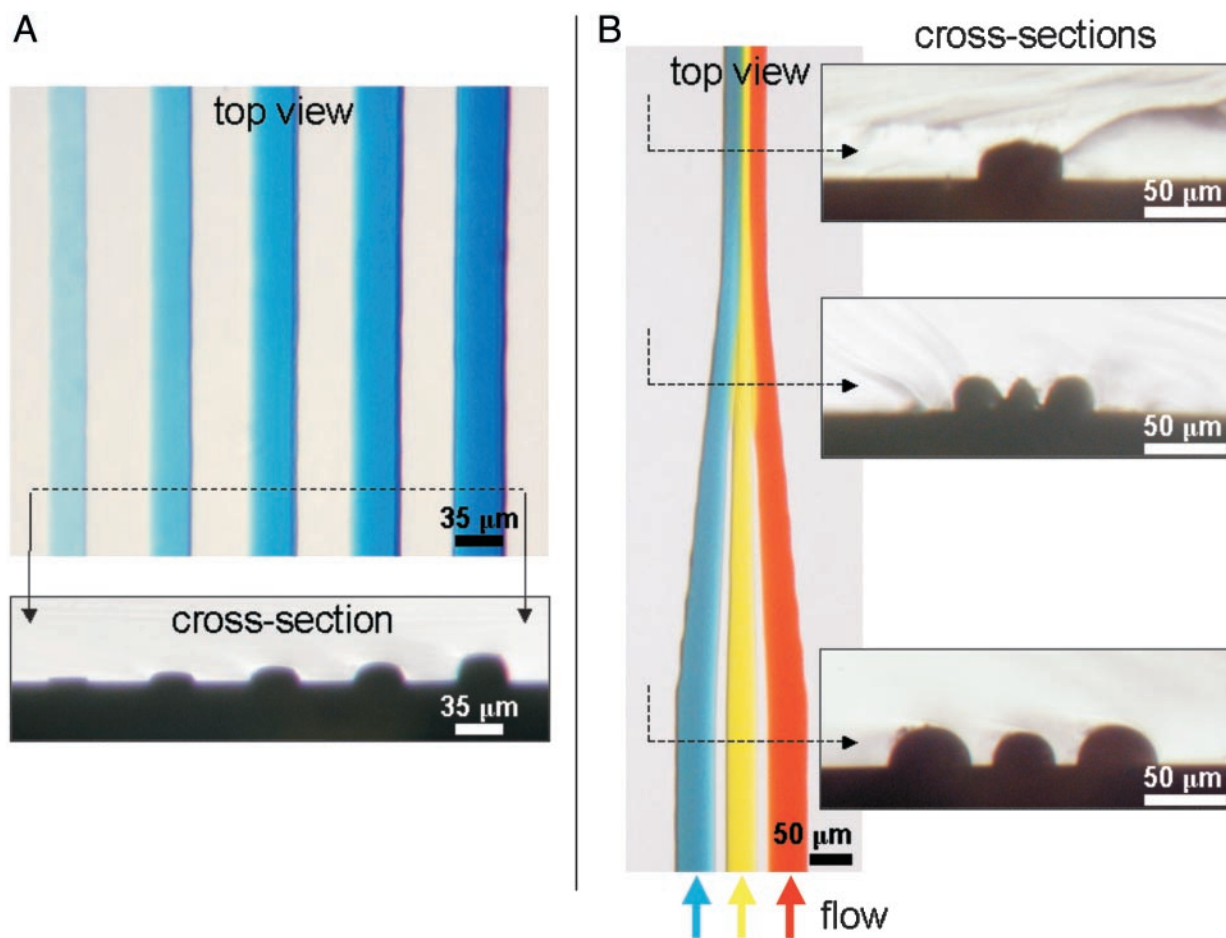 A
top view
35 μm
cross-section
35 μm
B
cross-sections
top view
50 μm
50 μm
50 μm
50 μm
flow